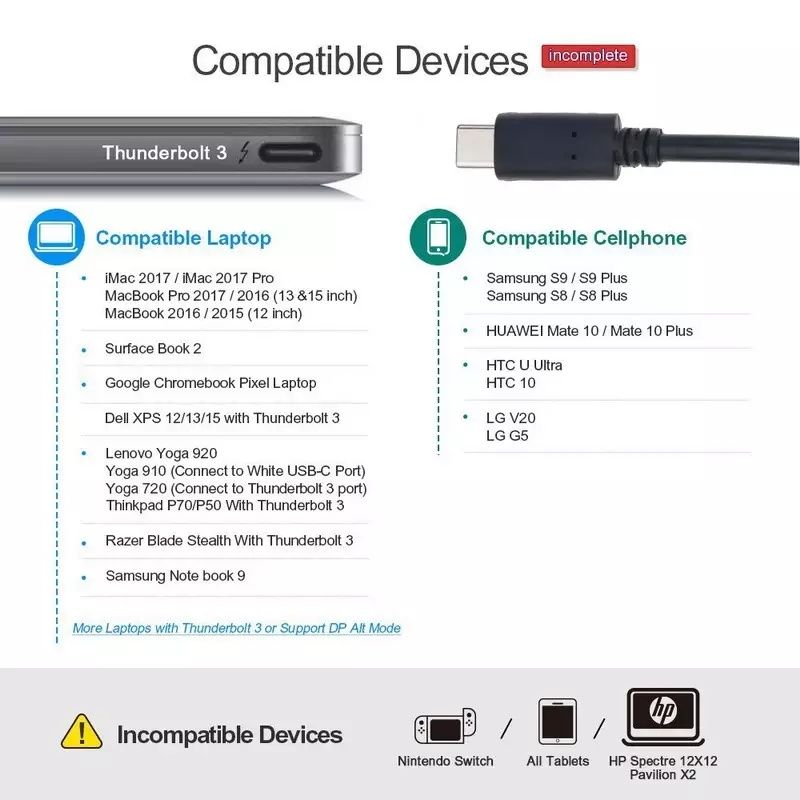 Compatible Devices incomplete
Thunderbolt 3
Compatible Laptop
iMac 2017 / iMac 2017 Pro
MacBook Pro 2017 / 2016 (13 &15 inch)
MacBook 2016 / 2015 (12 inch)
Surface Book 2
Google Chromebook Pixel Laptop
Dell XPS 12/13/15 with Thunderbolt 3
Lenovo Yoga 920
Yoga 910 (Connect to White USB-C Port)
Yoga 720 (Connect to Thunderbolt 3 port)
Thinkpad P70/P50 With Thunderbolt 3
Razer Blade Stealth With Thunderbolt 3
Samsung Note book 9
More Laptops with Thunderbolt 3 or Support DP Alt Mode
Compatible Cellphone
Samsung S9 / S9 Plus
Samsung S8 / S8 Plus
HUAWEI Mate 10 / Mate 10 Plus
HTC U Ultra
HTC 10
LG V20
LG G5
Incompatible Devices
Nintendo Switch
/
All Tablets
/
hp
HP Spectre 12X12
Pavilion X2